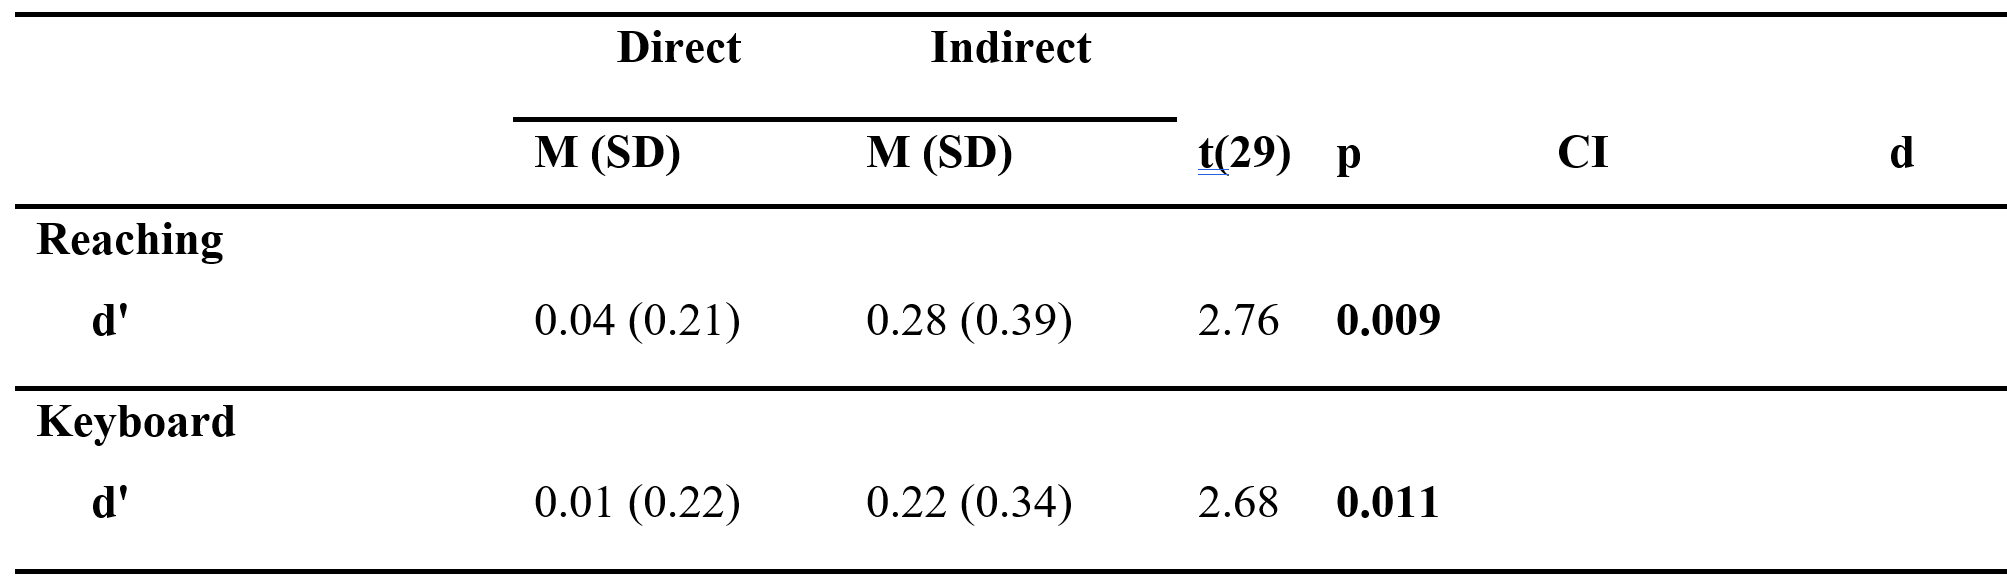 Direct Indirect
M (SD) M (SD) t(29) p CI d
Reaching
d' 0.04 (0.21) 0.28 (0.39) 2.76 0.009
Keyboard
d' 0.01 (0.22) 0.22 (0.34) 2.68 0.011